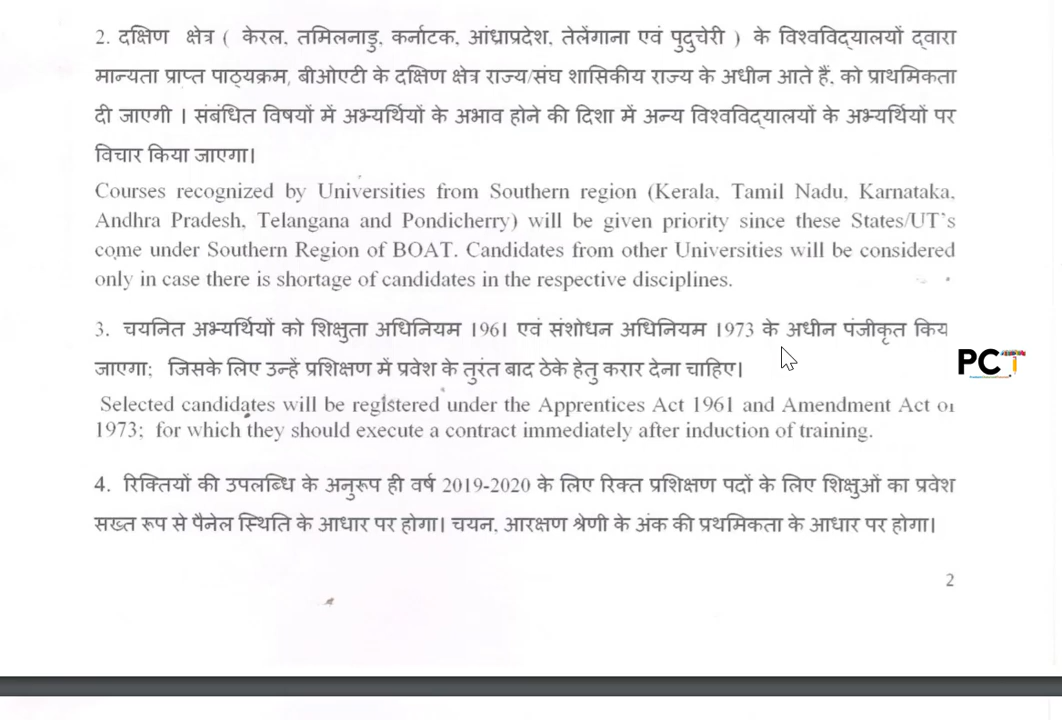 2. दक्षिण क्षेत्र ( केरल, तमिलनाडु, कर्नाटक, आंध्राप्रदेश, तेलेंगाना एवं पुदुचेरी ) के विश्वविद्यालयों द्वारा
मान्यता प्राप्त पाठ्यक्रम, बीओएटी के दक्षिण क्षेत्र राज्य/संघ शासिकीय राज्य के अधीन आते हैं, को प्राथमिकता
दी जाएगी । संबंधित विषयों में अभ्यर्थियों के अभाव होने की दिशा में अन्य विश्वविद्यालयों के अभ्यर्थियों पर
विचार किया जाएगा।
Courses recognized by Universities from Southern region (Kerala, Tamil Nadu, Karnataka,
Andhra Pradesh, Telangana and Pondicherry) will be given priority since these States/UT's
come under Southern Region of BOAT. Candidates from other Universities will be considered
only in case there is shortage of candidates in the respective disciplines.
3. चयनित अभ्यर्थियों को शिक्षुता अधिनियम 1961 एवं संशोधन अधिनियम 1973 के अधीन पंजीकृत किय
जाएगा; जिसके लिए उन्हें प्रशिक्षण में प्रवेश के तुरंत बाद ठेके हेतु करार देना चाहिए।
PCT
Selected candidates will be registered under the Apprentices Act 1961 and Amendment Act of
1973; for which they should execute a contract immediately after induction of training.
4. रिक्तियों की उपलब्धि के अनुरूप ही वर्ष 2019-2020 के लिए रिक्त प्रशिक्षण पदों के लिए शिक्षुओं का प्रवेश
सख्त रूप से पैनेल स्थिति के आधार पर होगा। चयन, आरक्षण श्रेणी के अंक की प्रथमिकता के आधार पर होगा।
2